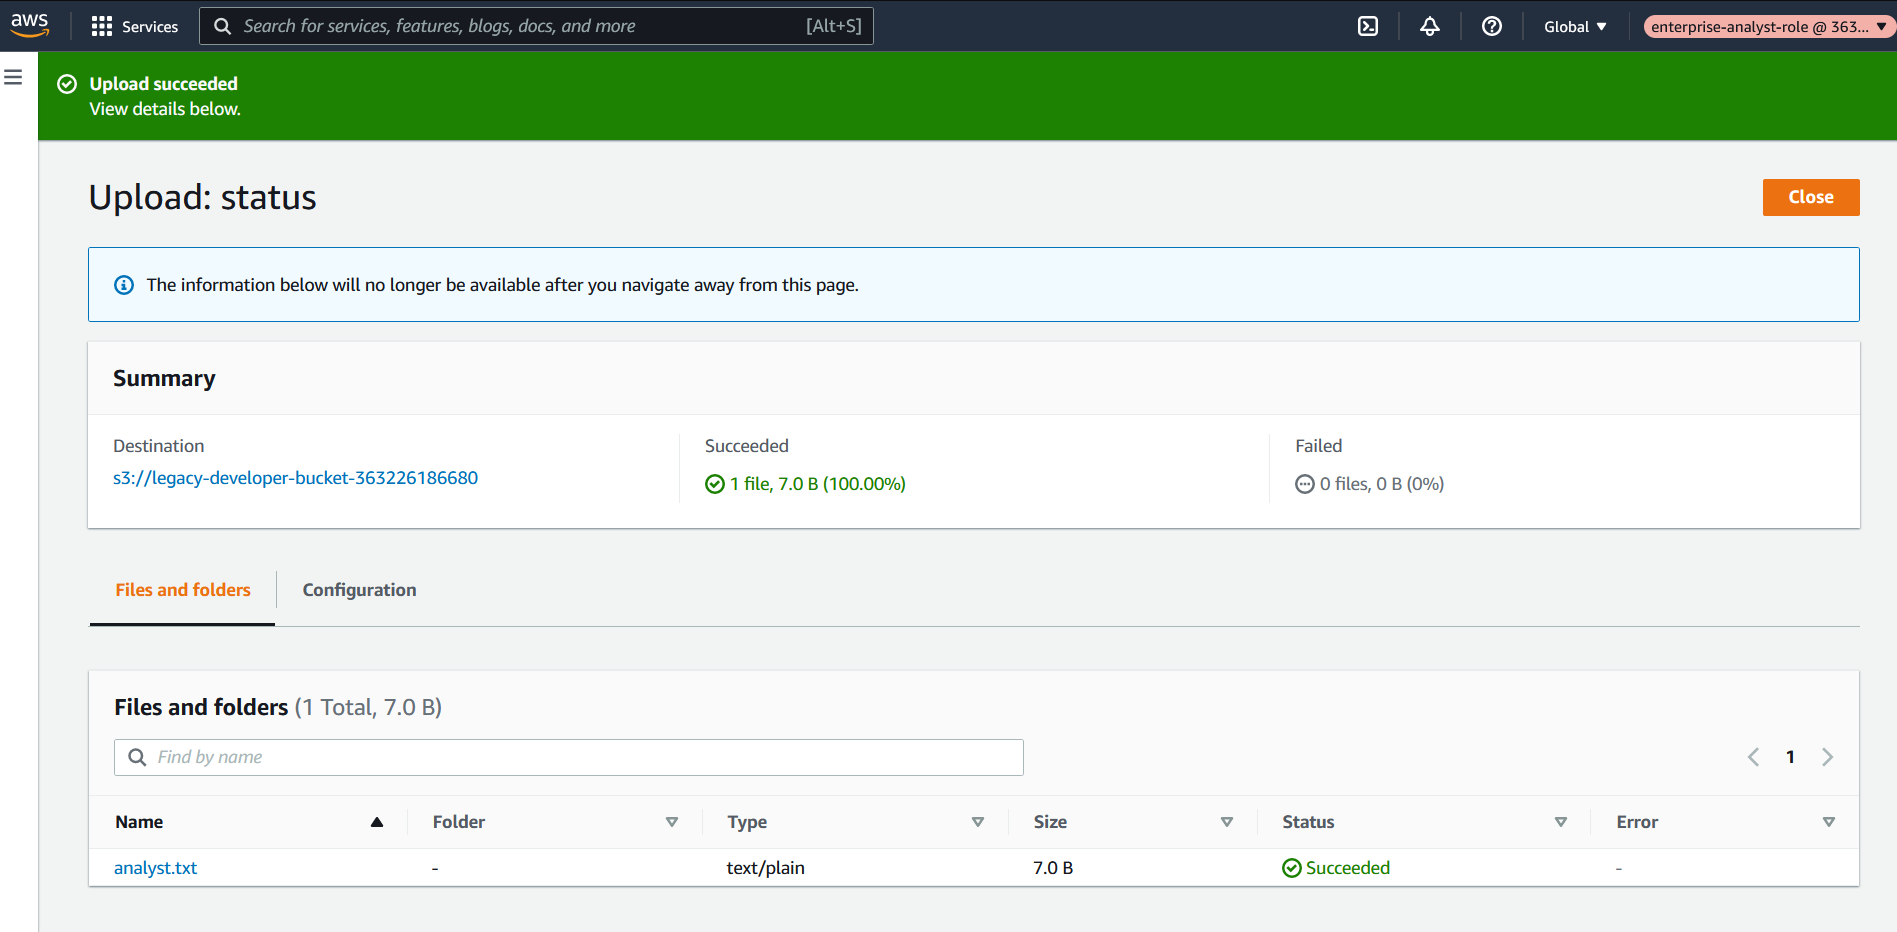 aws
Services
Search for services, features, blogs, docs, and more
[Alt+S]
Global
enterprise-analyst-role @ 363...
Upload succeeded
View details below.
Upload: status
Close
The information below will no longer be available after you navigate away from this page.
Summary
Destination
s3://legacy-developer-bucket-363226186680
Succeeded
1 file, 7.0 B (100.00%)
Failed
0 files, 0 B (0%)
Files and folders
Configuration
Files and folders (1 Total, 7.0 B)
Find by name
1
Name
Folder
Type
Size
Status
Error
analyst.txt
-
text/plain
7.0 B
Succeeded
-